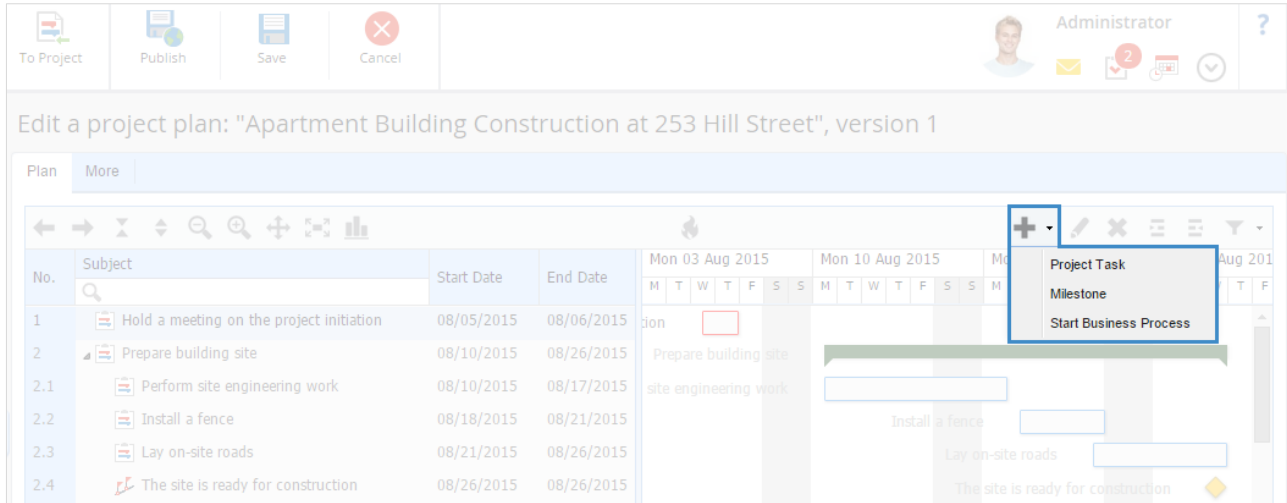 Administrator
?
To Project
Publish
Save
Cancel
2
Edit a project plan: "Apartment Building Construction at 253 Hill Street", version 1
Plan
More
No.
Subject
Start Date
End Date
Mon 03 Aug 2015
Mon 10 Aug 2015
Mo
Aug 201
M T W T F S S M T W T F S S M
T F
Project Task
Milestone
Start Business Process
1 Hold a meeting on the project initiation 08/05/2015 08/06/2015
tion
2 Prepare building site 08/10/2015 08/26/2015
Prepare building site
2.1 Perform site engineering work 08/10/2015 08/17/2015
site engineering work
2.2 Install a fence 08/18/2015 08/21/2015
Install a fence
2.3 Lay on-site roads 08/21/2015 08/26/2015
Lay on-site roads
2.4 The site is ready for construction 08/26/2015 08/26/2015
The site is ready for construction